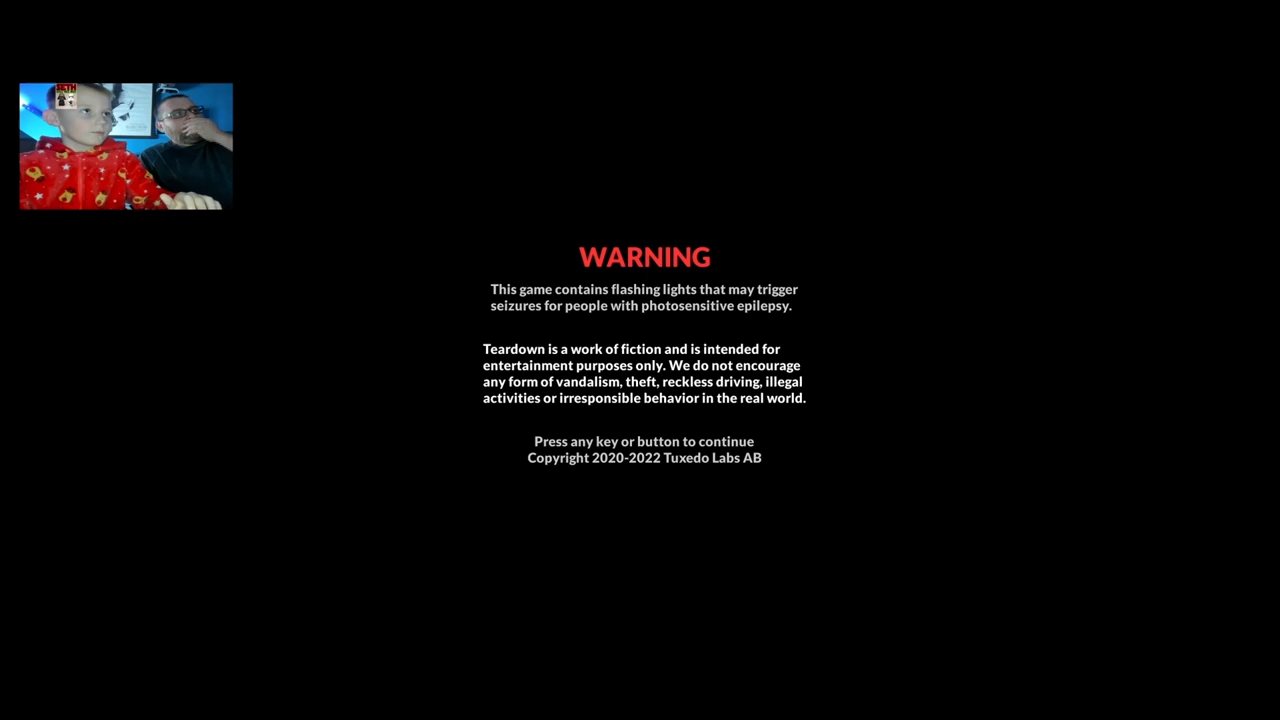 SETH
WARNING
This game contains flashing lights that may trigger
seizures for people with photosensitive epilepsy.
Teardown is a work of fiction and is intended for
entertainment purposes only. We do not encourage
any form of vandalism, theft, reckless driving, illegal
activities or irresponsible behavior in the real world.
Press any key or button to continue
Copyright 2020-2022 Tuxedo Labs AB